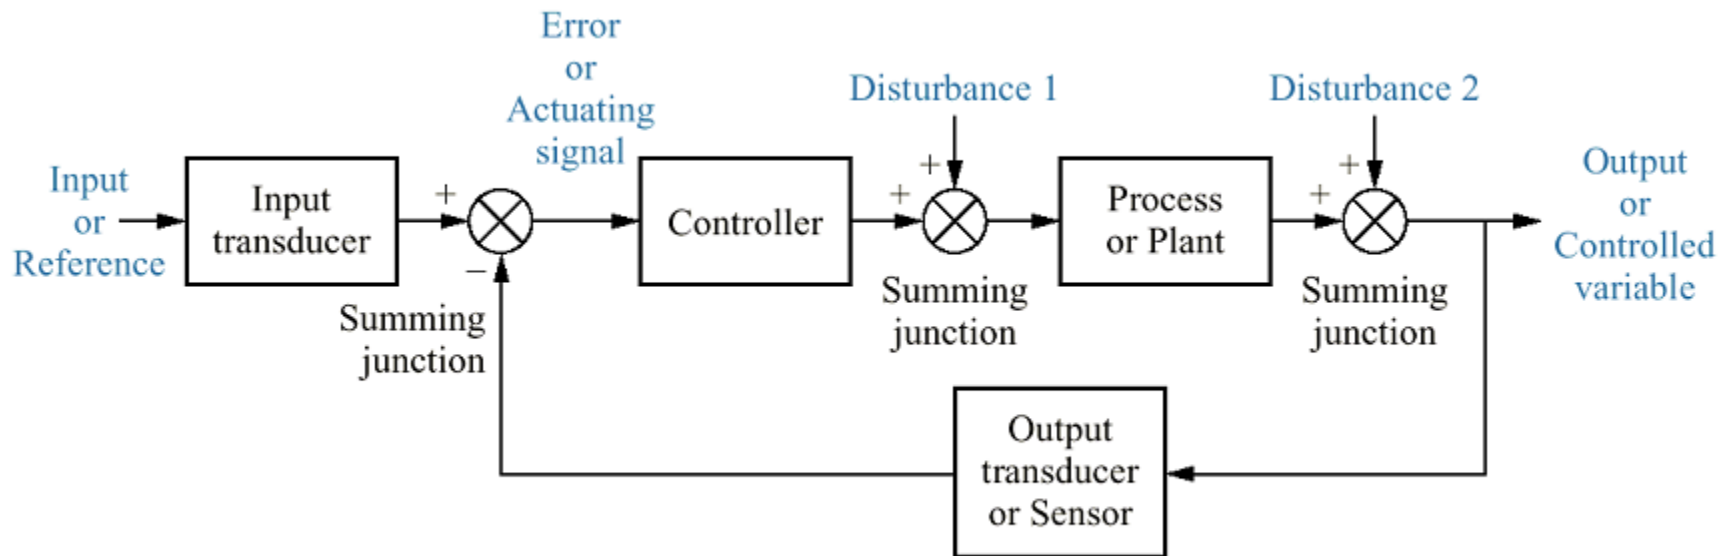 Input
or
Reference
Input
transducer
+
−
Summing
junction
Error
or
Actuating
signal
Controller
Disturbance 1
+
+
Summing
junction
Process
or Plant
Disturbance 2
+
+
Summing
junction
Output
or
Controlled
variable
Output
transducer
or Sensor